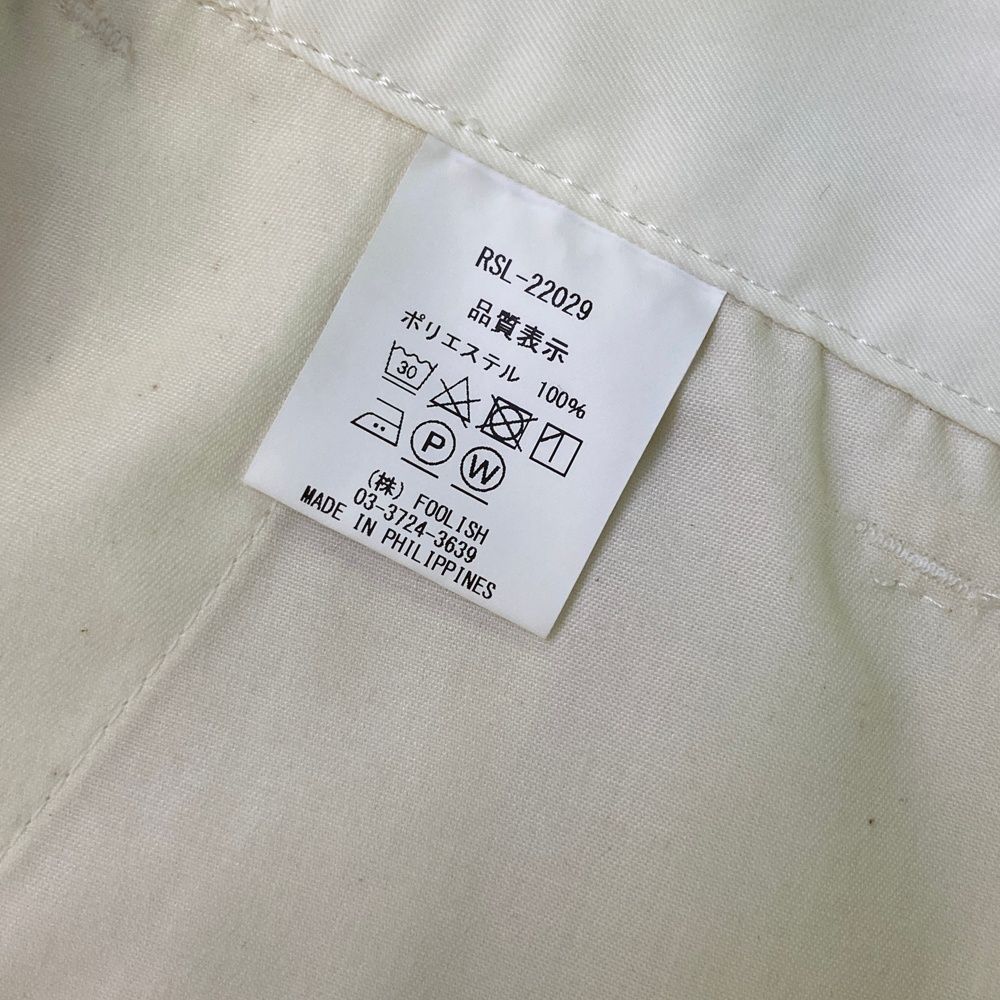 RSL-22029
品質表示
ポリエステル 100%
30
P W
(株) FOOLISH
03-3724-3639
MADE IN PHILIPPINES